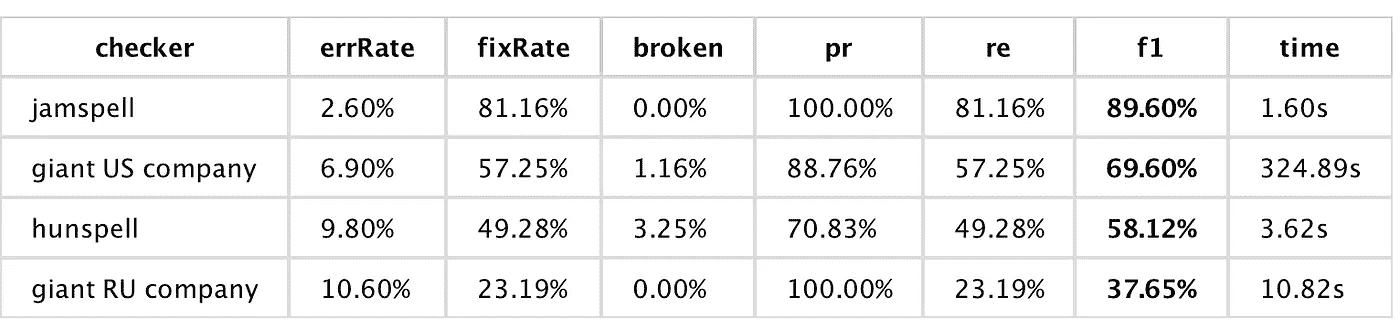 checker errRate fixRate broken pr re f1 time
jamspell 2.60% 81.16% 0.00% 100.00% 81.16% 89.60% 1.60s
giant US company 6.90% 57.25% 1.16% 88.76% 57.25% 69.60% 324.89s
hunspell 9.80% 49.28% 3.25% 70.83% 49.28% 58.12% 3.62s
giant RU company 10.60% 23.19% 0.00% 100.00% 23.19% 37.65% 10.82s